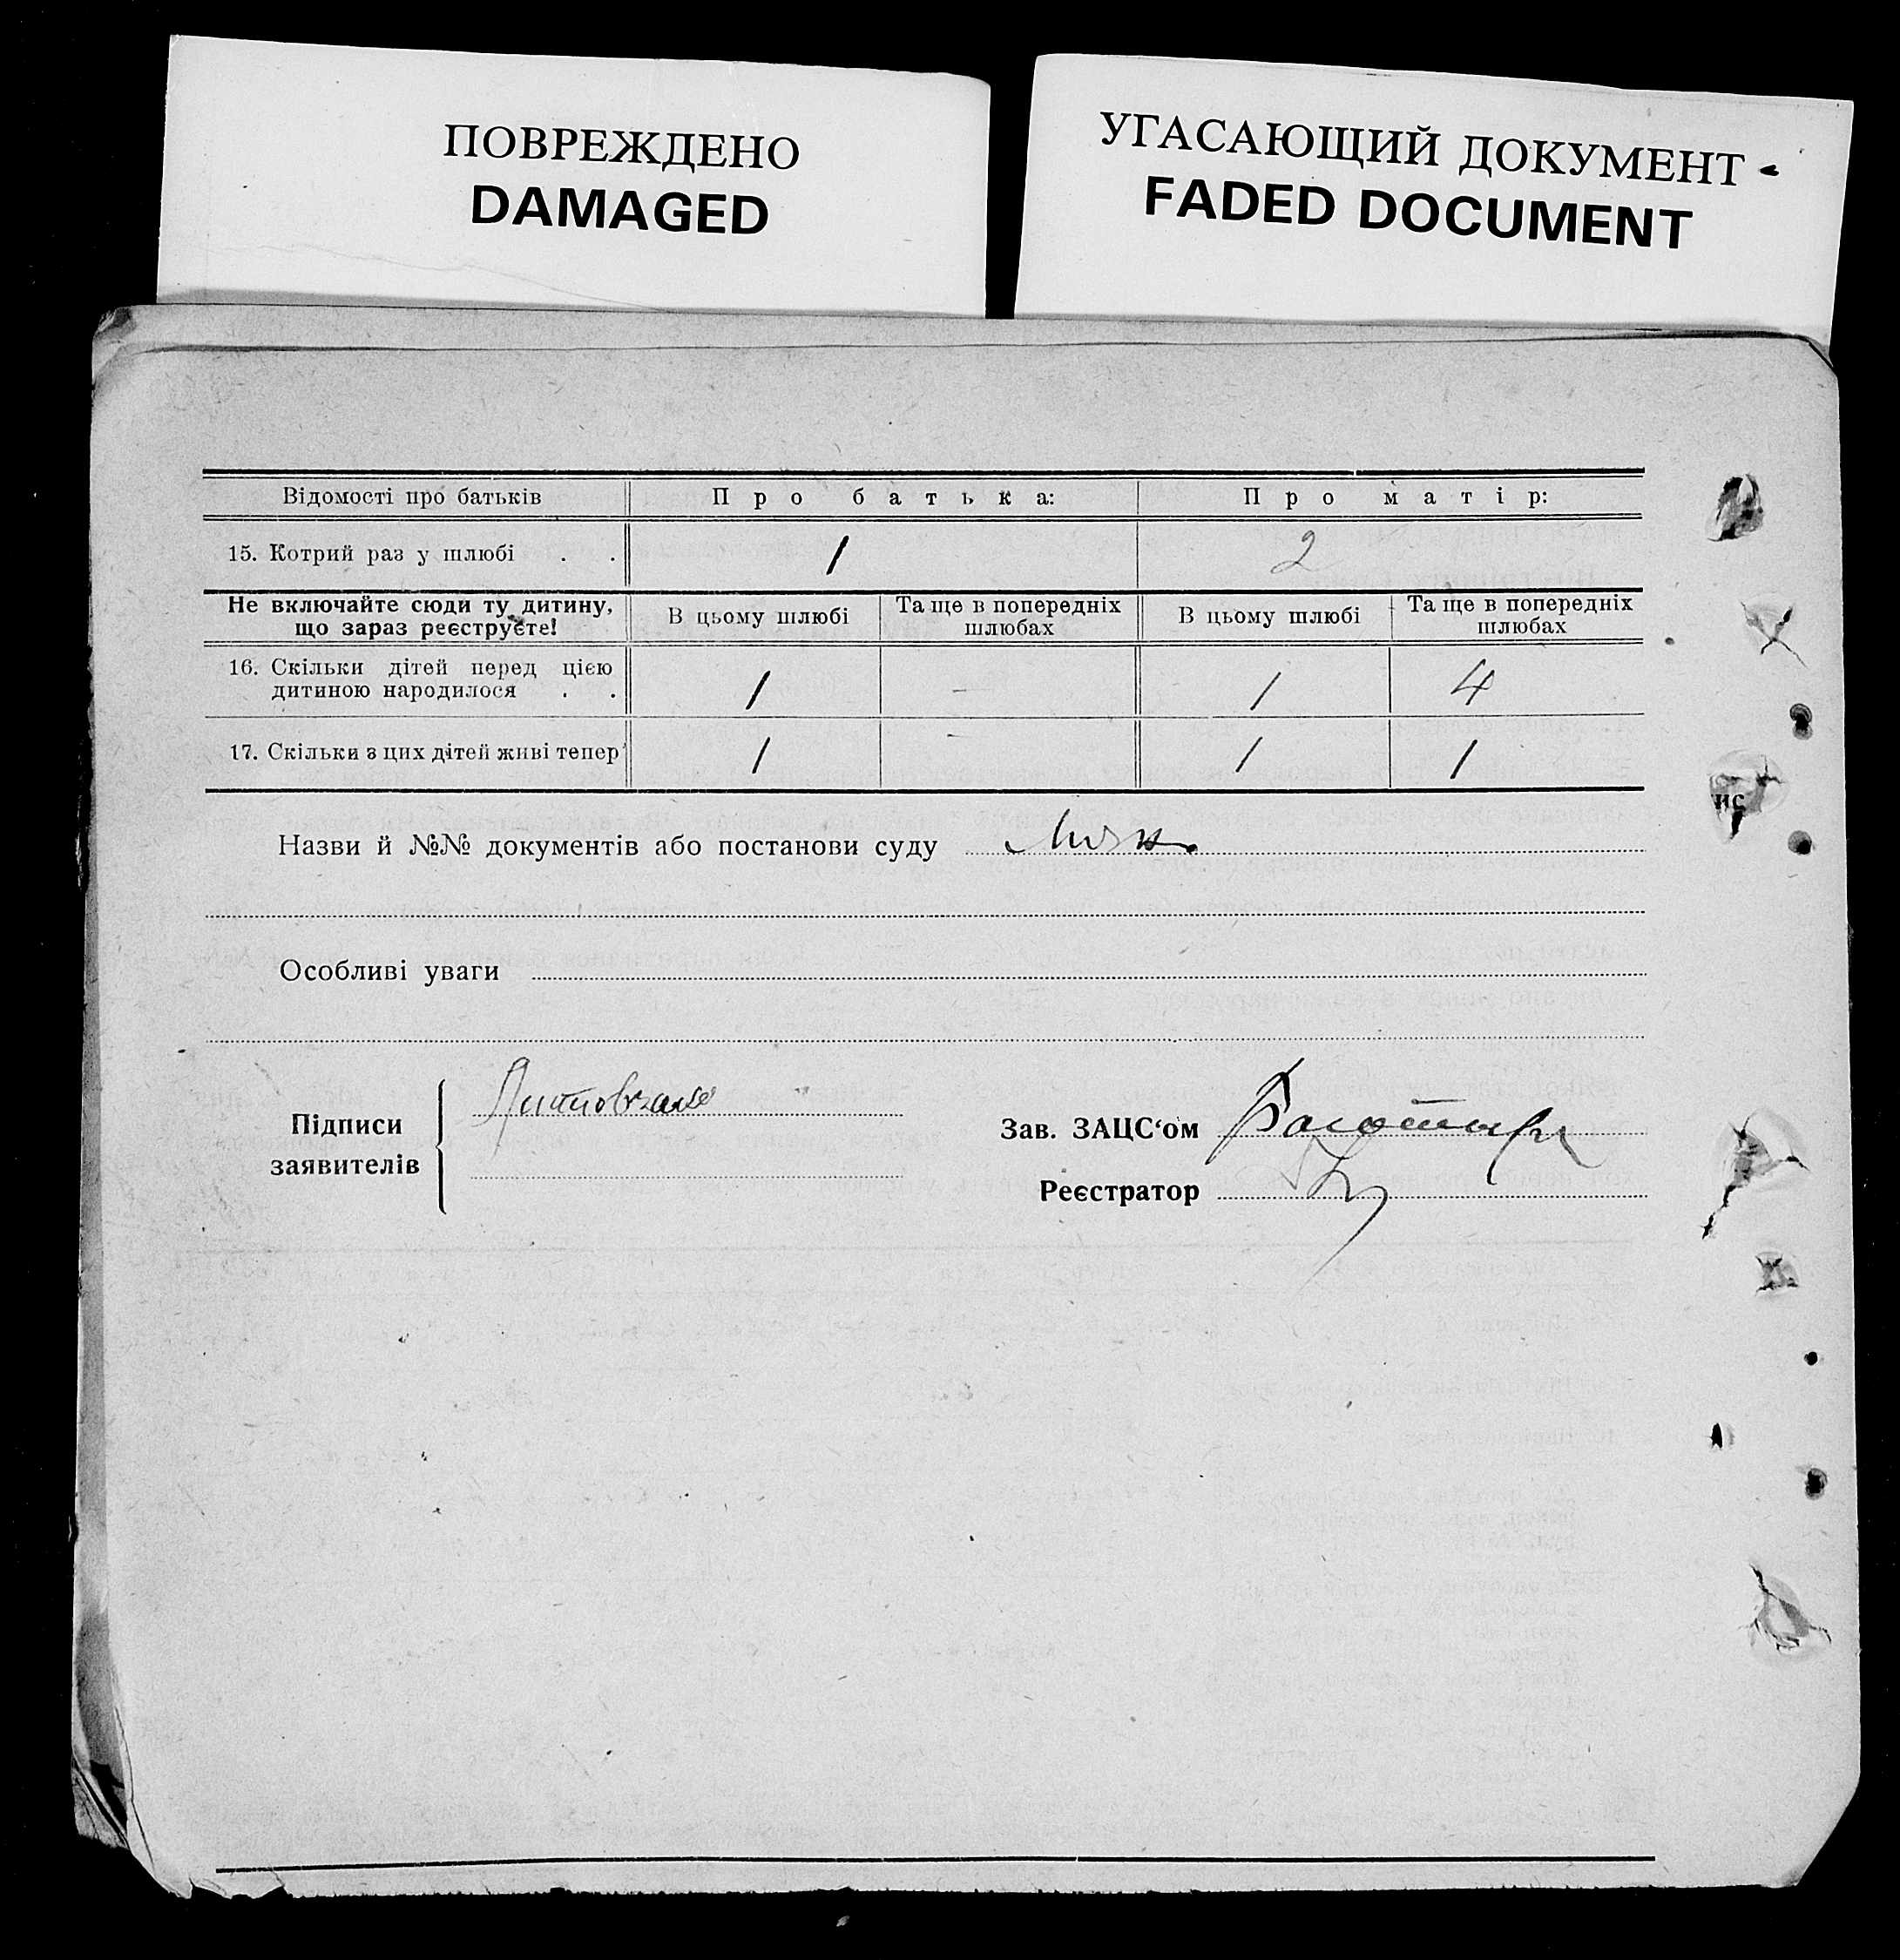 ПОВРЕЖДЕНО
DAMAGED
УГАСАЮЩИЙ ДОКУМЕНТ
FADED DOCUMENT
Відомості про батьків Про батька: Про матір:
15. Котрий раз у шлюбі . . 1 2
Не включайте сюди ту дитину,
що зараз реєструєте!
В цьому шлюбі
Та ще в попередніх
шлюбах
В цьому шлюбі
Та ще в попередніх
шлюбах
16. Скільки дітей перед цією
дитиною народилося . . 1 - 1 4
17. Скільки з цих дітей живі тепер 1 1 1
ис
Назви й №№ документів або постанови суду
Особливі уваги
Підписи
заявителів
Зав. ЗАЦС‘ом
Реєстратор